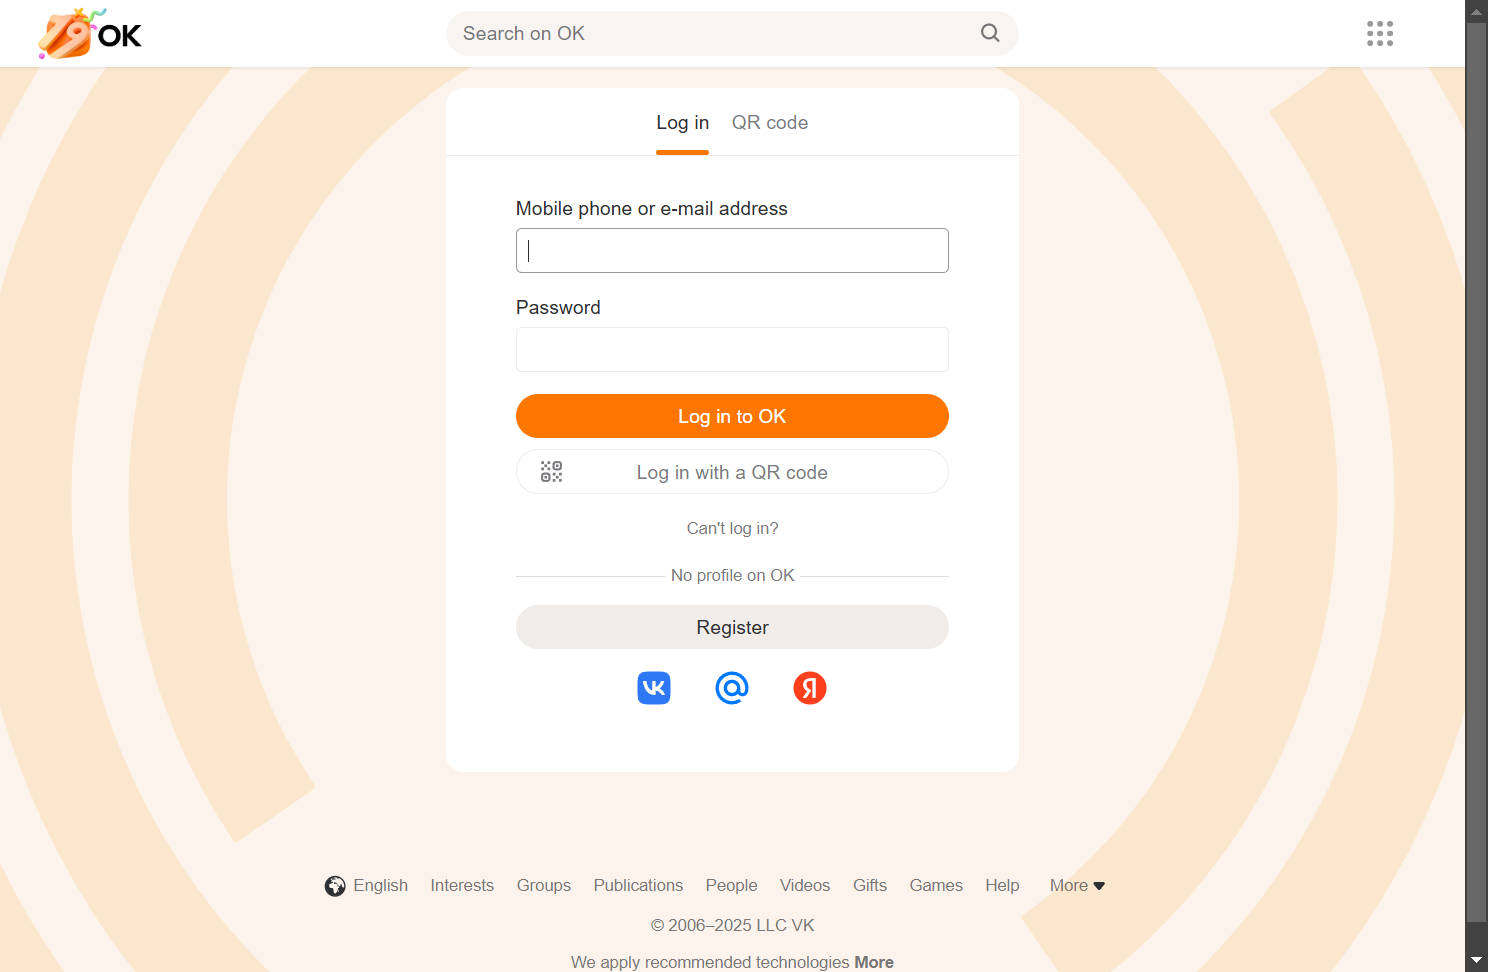 19 OK
Search on OK
Log in QR code
Mobile phone or e-mail address
Password
Log in to OK
Log in with a QR code
Can't log in?
No profile on OK
Register
VK @ Я
English Interests Groups Publications People Videos Gifts Games Help More
© 2006–2025 LLC VK
We apply recommended technologies More